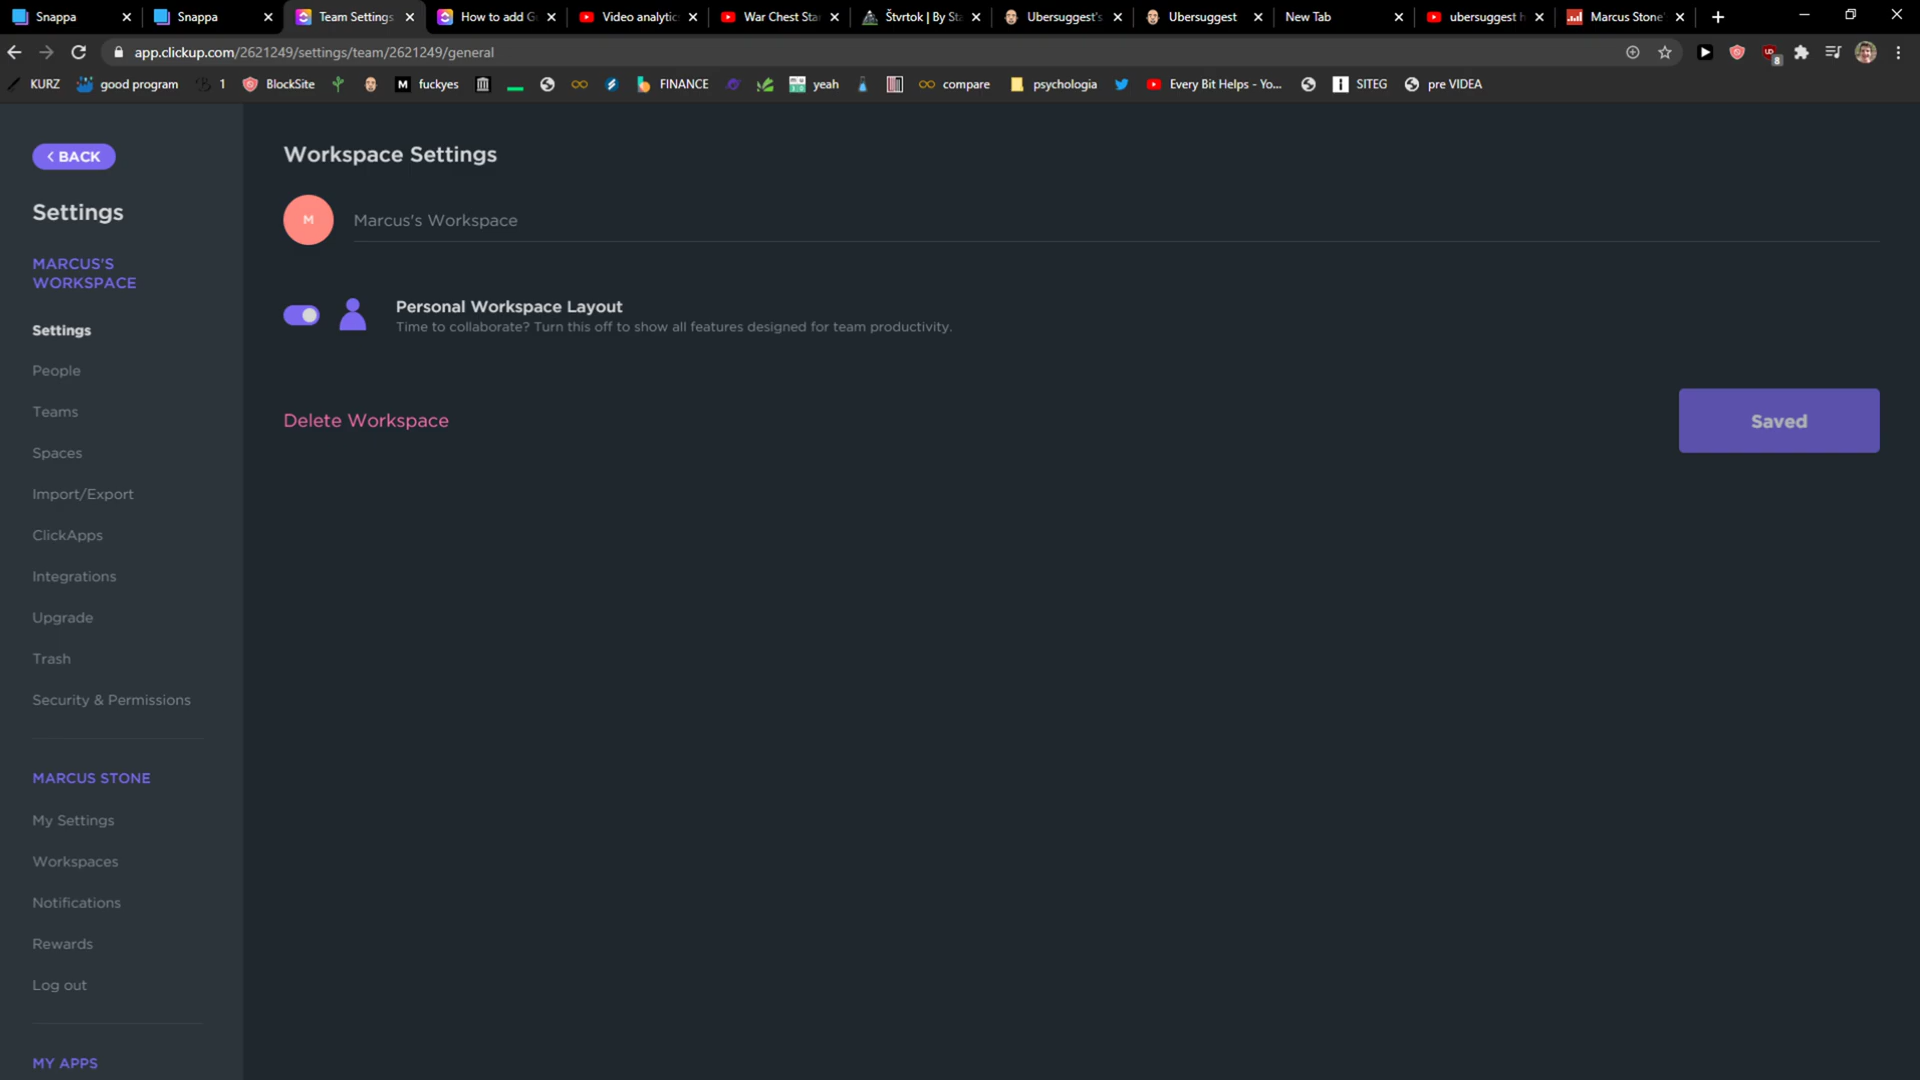 Snappa
Snappa
Team Settings
How to add G
Video analytic
War Chest Sta
Štvrtok | By Sta
Ubersuggest's
Ubersuggest
New Tab
ubersuggest h
Marcus Stone'
app.clickup.com/2621249/settings/team/2621249/general
8
KURZ
good program
1
BlockSite
M
fuckyes
FINANCE
yeah
compare
psychologia
Every Bit Helps - Yo...
SITEG
pre VIDEA
BACK
Settings
MARCUS'S
WORKSPACE
Settings
People
Teams
Spaces
Import/Export
ClickApps
Integrations
Upgrade
Trash
Security & Permissions
MARCUS STONE
My Settings
Workspaces
Notifications
Rewards
Log out
MY APPS
Workspace Settings
M
Marcus's Workspace
Personal Workspace Layout
Time to collaborate? Turn this off to show all features designed for team productivity.
Delete Workspace
Saved